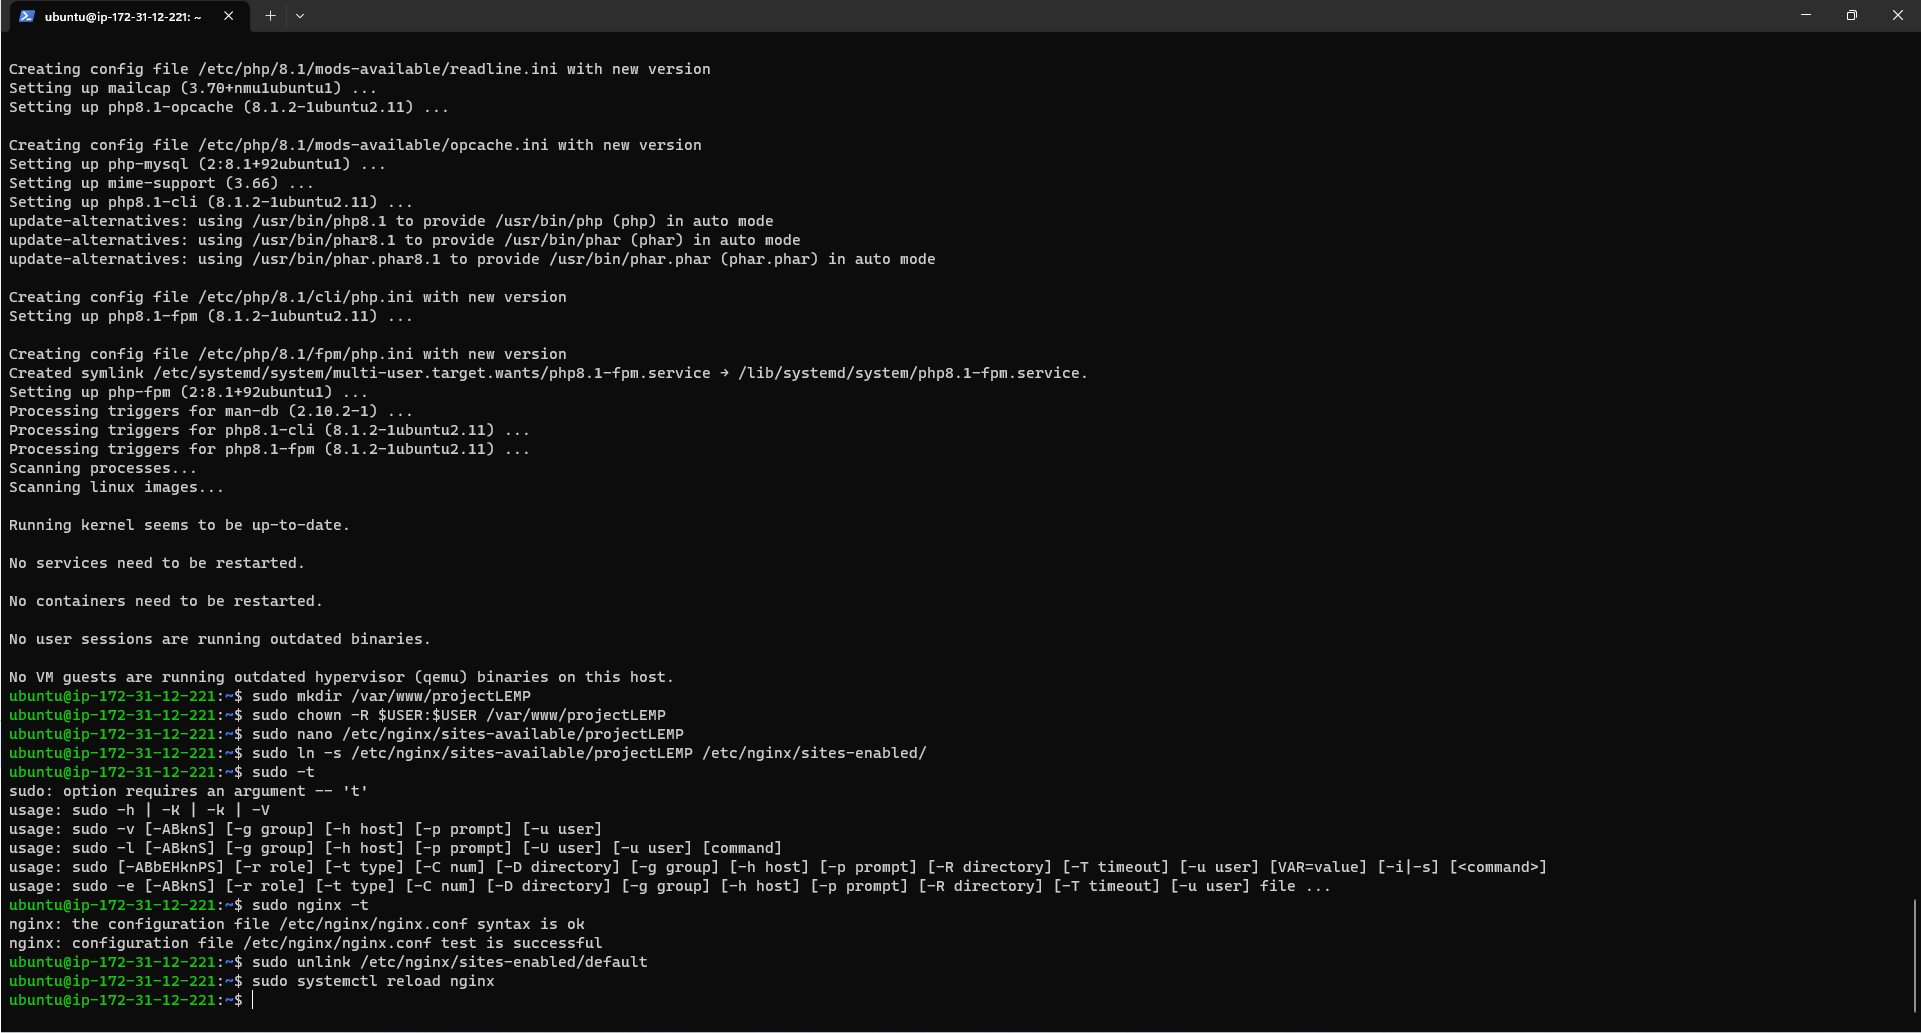 ubuntu@ip-172-31-12-221: ~
Creating config file /etc/php/8.1/mods-available/readline.ini with new version
Setting up mailcap (3.70+nmu1ubuntu1) ...
Setting up php8.1-opcache (8.1.2-1ubuntu2.11) ...
Creating config file /etc/php/8.1/mods-available/opcache.ini with new version
Setting up php-mysql (2:8.1+92ubuntu1) ...
Setting up mime-support (3.66) ...
Setting up php8.1-cli (8.1.2-1ubuntu2.11) ...
update-alternatives: using /usr/bin/php8.1 to provide /usr/bin/php (php) in auto mode
update-alternatives: using /usr/bin/phar8.1 to provide /usr/bin/phar (phar) in auto mode
update-alternatives: using /usr/bin/phar.phar8.1 to provide /usr/bin/phar.phar (phar.phar) in auto mode
Creating config file /etc/php/8.1/cli/php.ini with new version
Setting up php8.1-fpm (8.1.2-1ubuntu2.11) ...
Creating config file /etc/php/8.1/fpm/php.ini with new version
Created symlink /etc/systemd/system/multi-user.target.wants/php8.1-fpm.service → /lib/systemd/system/php8.1-fpm.service.
Setting up php-fpm (2:8.1+92ubuntu1) ...
Processing triggers for man-db (2.10.2-1) ...
Processing triggers for php8.1-cli (8.1.2-1ubuntu2.11) ...
Processing triggers for php8.1-fpm (8.1.2-1ubuntu2.11) ...
Scanning processes...
Scanning linux images...
Running kernel seems to be up-to-date.
No services need to be restarted.
No containers need to be restarted.
No user sessions are running outdated binaries.
No VM guests are running outdated hypervisor (qemu) binaries on this host.
ubuntu@ip-172-31-12-221:~$ sudo mkdir /var/www/projectLEMP
ubuntu@ip-172-31-12-221:~$ sudo chown -R $USER:$USER /var/www/projectLEMP
ubuntu@ip-172-31-12-221:~$ sudo nano /etc/nginx/sites-available/projectLEMP
ubuntu@ip-172-31-12-221:~$ sudo ln -s /etc/nginx/sites-available/projectLEMP /etc/nginx/sites-enabled/
ubuntu@ip-172-31-12-221:~$ sudo -t
sudo: option requires an argument -- 't'
usage: sudo -h | -K | -k | -V
usage: sudo -v [-ABknS] [-g group] [-h host] [-p prompt] [-u user]
usage: sudo -l [-ABknS] [-g group] [-h host] [-p prompt] [-U user] [-u user] [command]
usage: sudo [-ABbEHknPS] [-r role] [-t type] [-C num] [-D directory] [-g group] [-h host] [-p prompt] [-R directory] [-T timeout] [-u user] [VAR=value] [-i|-s] [<command>]
usage: sudo -e [-ABknS] [-r role] [-t type] [-C num] [-D directory] [-g group] [-h host] [-p prompt] [-R directory] [-T timeout] [-u user] file ...
ubuntu@ip-172-31-12-221:~$ sudo nginx -t
nginx: the configuration file /etc/nginx/nginx.conf syntax is ok
nginx: configuration file /etc/nginx/nginx.conf test is successful
ubuntu@ip-172-31-12-221:~$ sudo unlink /etc/nginx/sites-enabled/default
ubuntu@ip-172-31-12-221:~$ sudo systemctl reload nginx
ubuntu@ip-172-31-12-221:~$